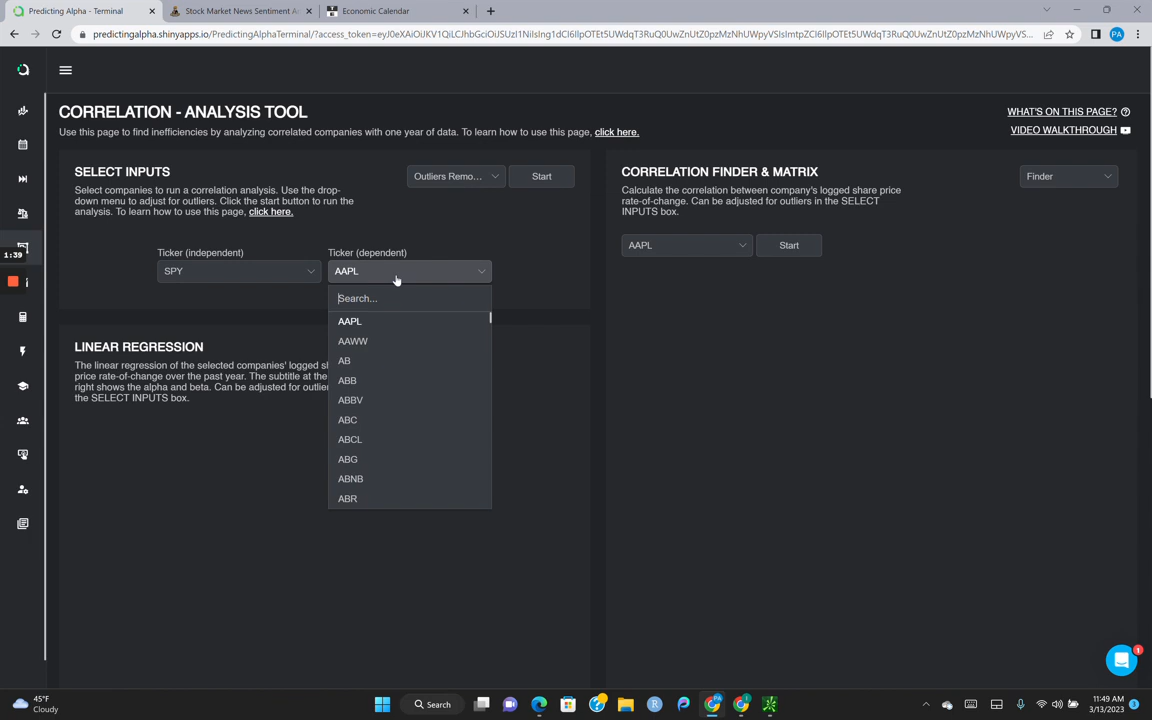 Predicting Alpha - Terminal
Stock Market News Sentiment A
Economic Calendar
predictingalpha.shinyapps.io/PredictingAlphaTerminal/?access_token=
PA
CORRELATION - ANALYSIS TOOL
WHAT'S ON THIS PAGE?
Use this page to find inefficiencies by analyzing correlated companies with one year of data. To learn how to use this page, click here.
VIDEO WALKTHROUGH
SELECT INPUTS
Outliers Remo...
Start
Select companies to run a correlation analysis. Use the drop-
down menu to adjust for outliers. Click the start button to run the
analysis. To learn how to use this page, click here.
Ticker (independent)
Ticker (dependent)
SPY
AAPL
Search...
AAPL
AAWW
AB
ABB
ABBV
ABC
ABCL
ABG
ABNB
ABR
LINEAR REGRESSION
The linear regression of the selected companies' logged s
price rate-of-change over the past year. The subtitle at the
right shows the alpha and beta. Can be adjusted for outlie
the SELECT INPUTS box.
CORRELATION FINDER & MATRIX
Finder
Calculate the correlation between company's logged share price
rate-of-change. Can be adjusted for outliers in the SELECT
INPUTS box.
AAPL
Start
1:39
1
45°F
Cloudy
Search
11:49 AM
3/13/2023